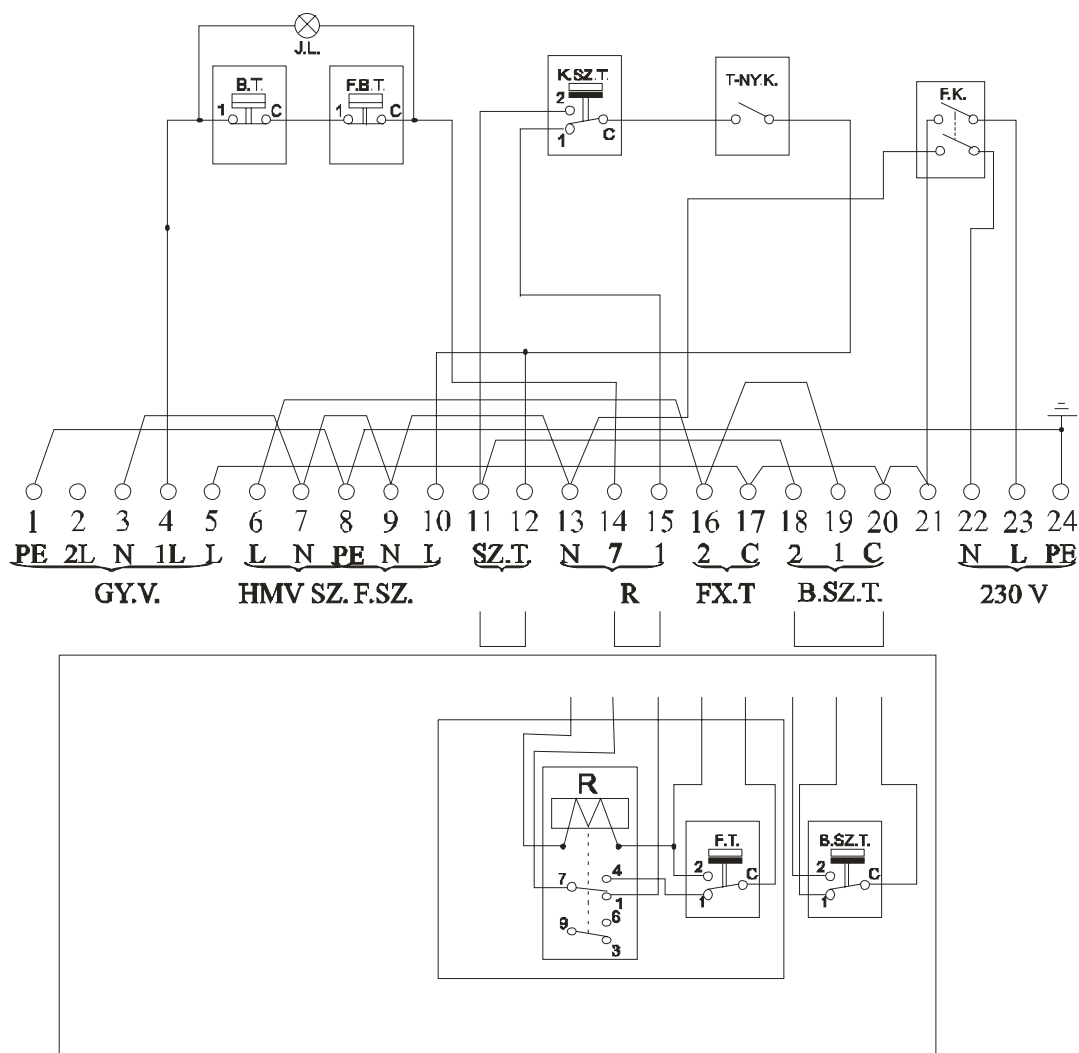 J.L.
B.T.
F.B.T.
1 C
1 C
K.SZ.T.
2
1
C
T-NY.K.
F.K.
1 2 3 4 5 6 7 8 9 10 11 12 13 14 15 16 17 18 19 20 21 22 23 24
PE 2L N 1L L L N PE N L SZ.T. N 7 1 2 C 2 1 C N L PE
GY.V. HMV SZ. F.SZ. R FX.T B.SZ.T. 230 V
R
F.T.
B.SZ.T.
7
4
1
9
6
3
2
1
C
2
1
C